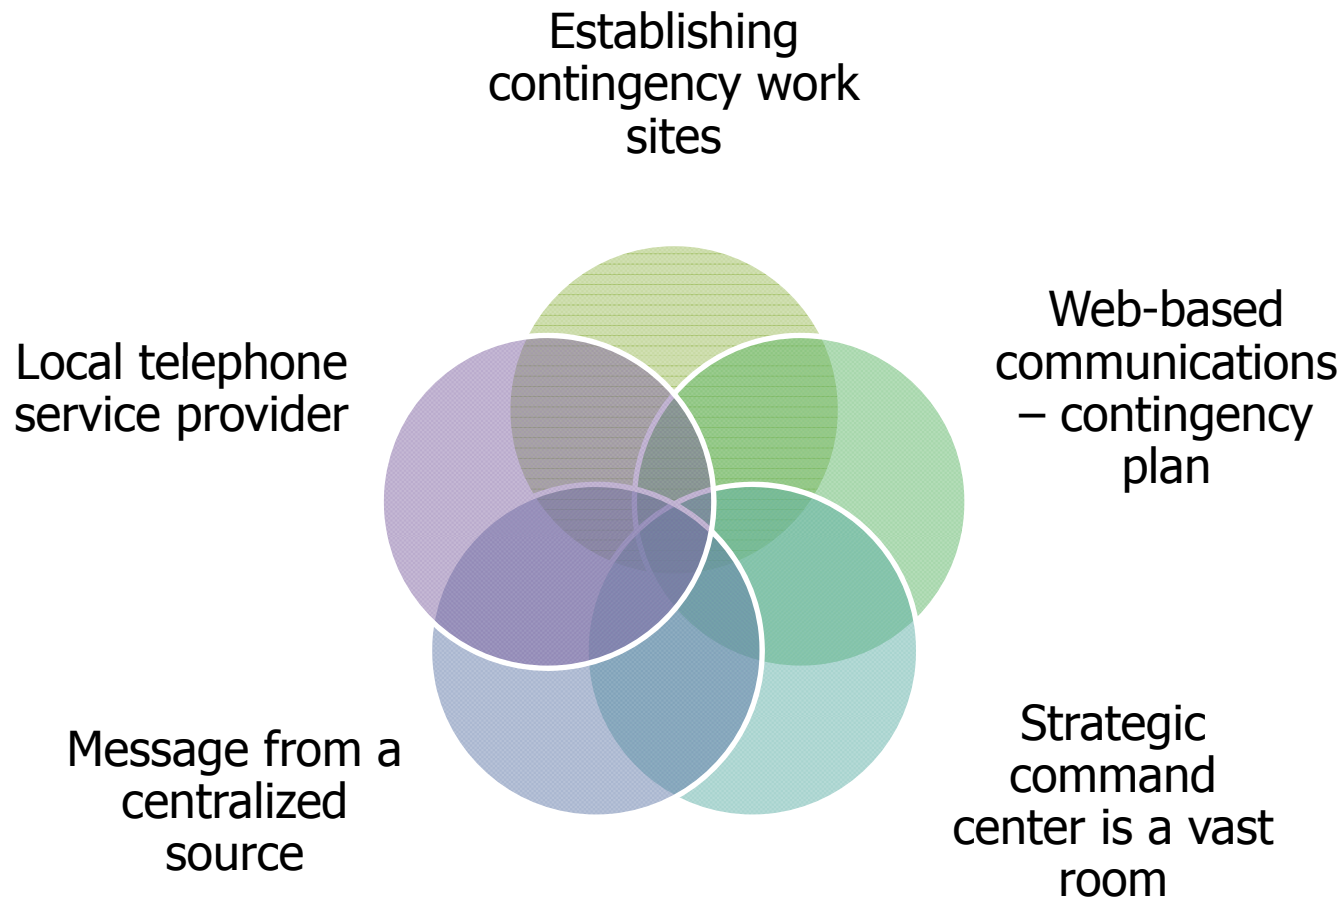 Establishing
contingency work
sites
Web-based
communications
– contingency
plan
Strategic
command
center is a vast
room
Message from a
centralized
source
Local telephone
service provider